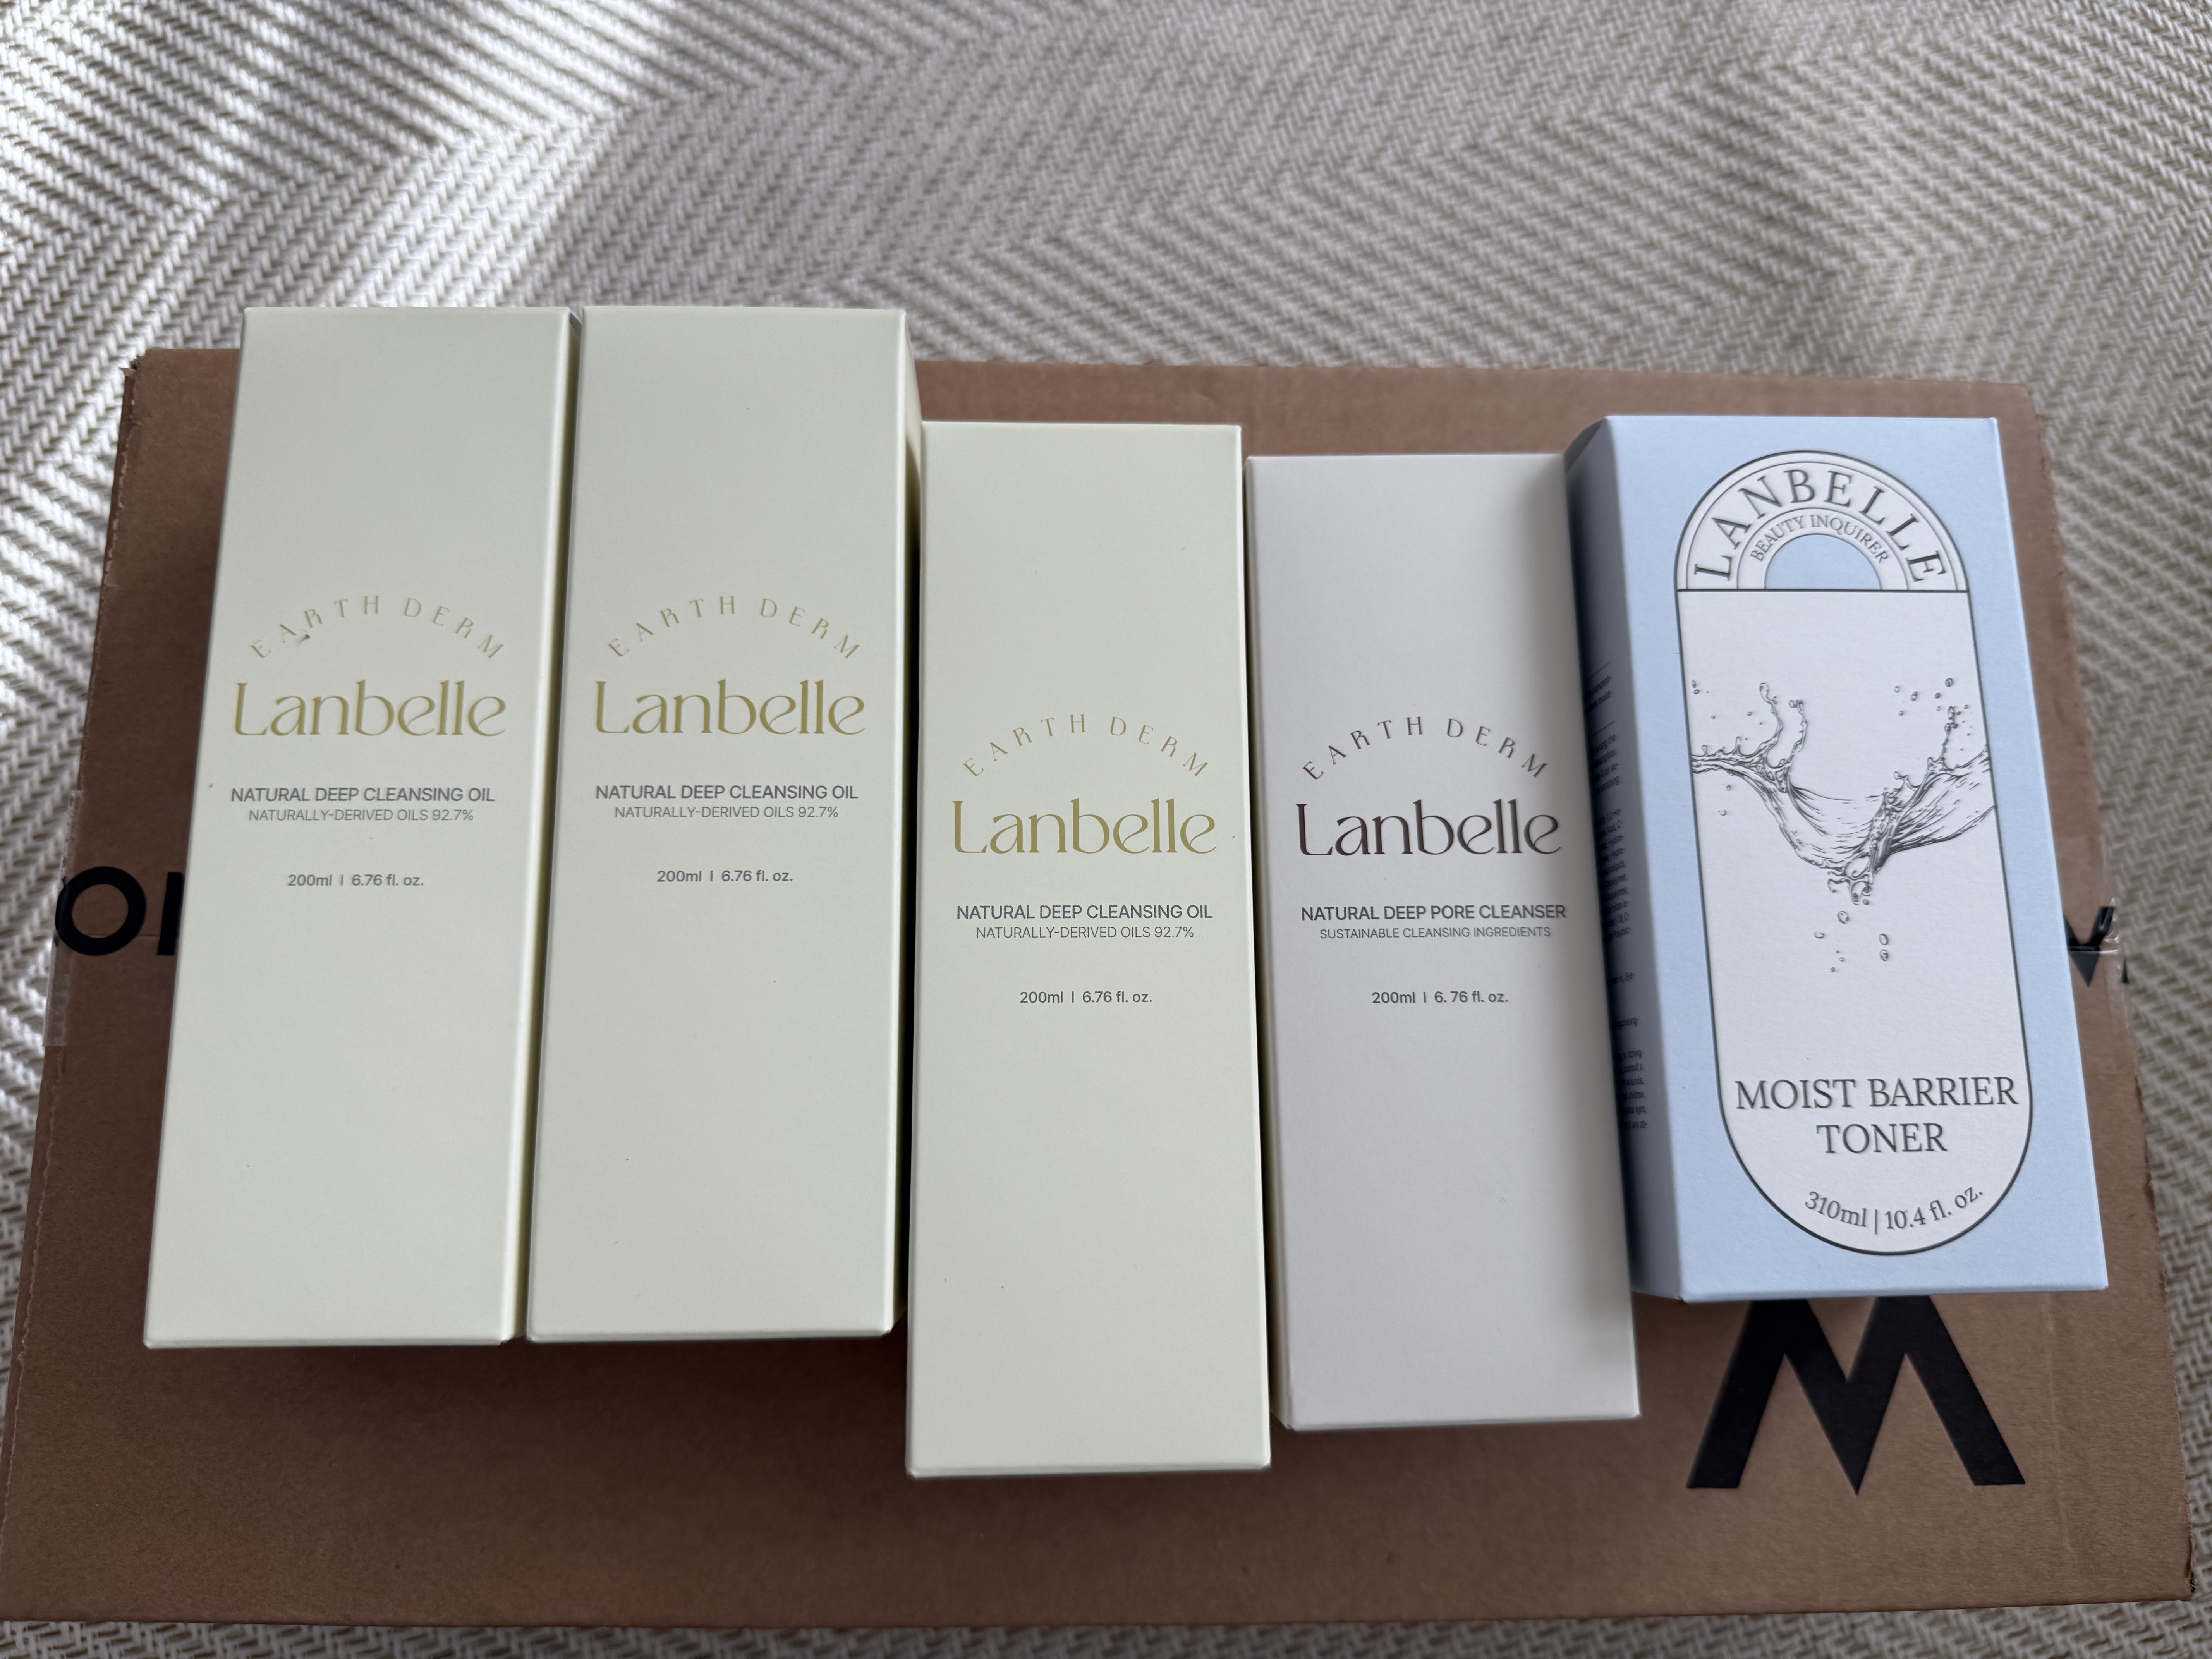 EARTH DERM
Lanbelle
NATURAL DEEP CLEANSING OIL
NATURALLY-DERIVED OILS 92.7%
200ml | 6.76 fl. oz.
EARTH DERM
Lanbelle
NATURAL DEEP CLEANSING OIL
NATURALLY-DERIVED OILS 92.7%
200ml | 6.76 fl. oz.
EARTH DERM
Lanbelle
NATURAL DEEP CLEANSING OIL
NATURALLY-DERIVED OILS 92.7%
200ml | 6.76 fl. oz.
EARTH DERM
Lanbelle
NATURAL DEEP PORE CLEANSER
SUSTAINABLE CLEANSING INGREDIENTS
200ml | 6. 76 fl. oz.
LANBELLE
BEAUTY INQUIRER
MOIST BARRIER
TONER
310ml | 10.4 fl. oz.
M